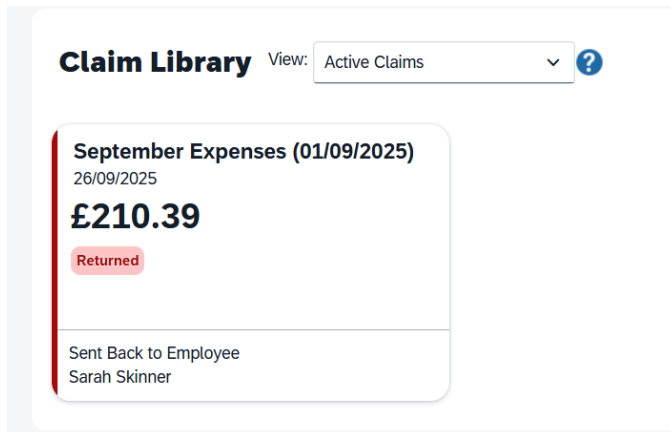 Claim Library View: Active Claims ?
September Expenses (01/09/2025)
26/09/2025
£210.39
Returned
Sent Back to Employee
Sarah Skinner